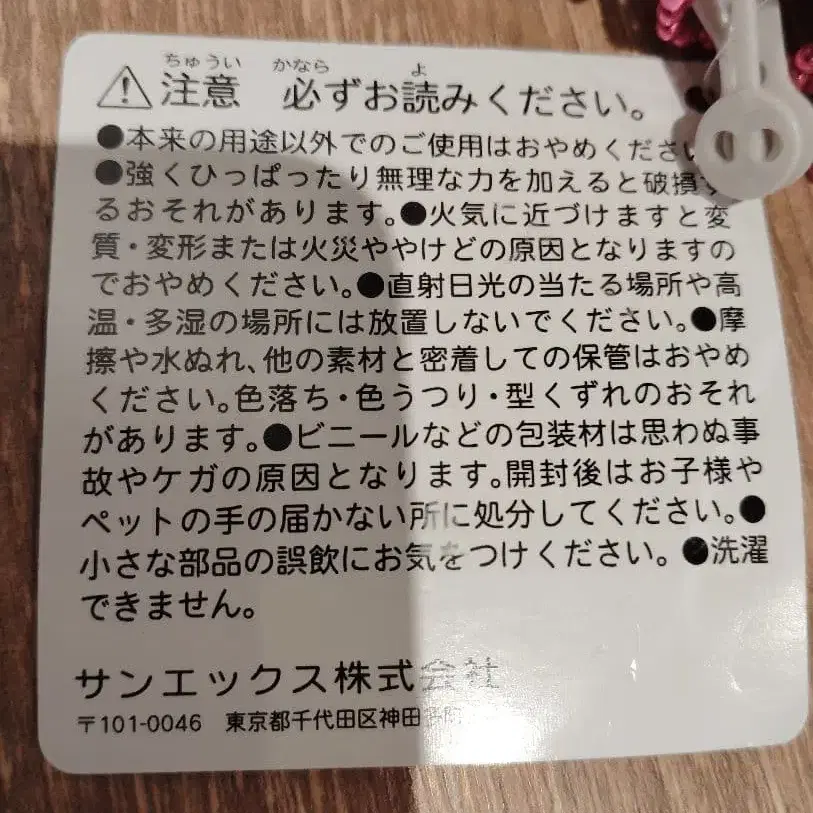 ちゅうい かなら よ
⚠注意 必ずお読みください。
●本来の用途以外でのご使用はおやめくださ
●強くひっぱったり無理な力を加えると破損す
るおそれがあります。●火気に近づけますと変
質・変形または火災ややけどの原因となりますの
でおやめください。●直射日光の当たる場所や高
温・多湿の場所には放置しないでください。●摩
擦や水ぬれ、他の素材と密着しての保管はおやめ
ください。色落ち・色うつり・型くずれのおそれ
があります。●ビニールなどの包装材は思わぬ事
故やケガの原因となります。開封後はお子様や
ペットの手の届かない所に処分してください。●
小さな部品の誤飲にお気をつけください。●洗濯
できません。
サンエックス株式会社
〒101-0046 東京都千代田区神田